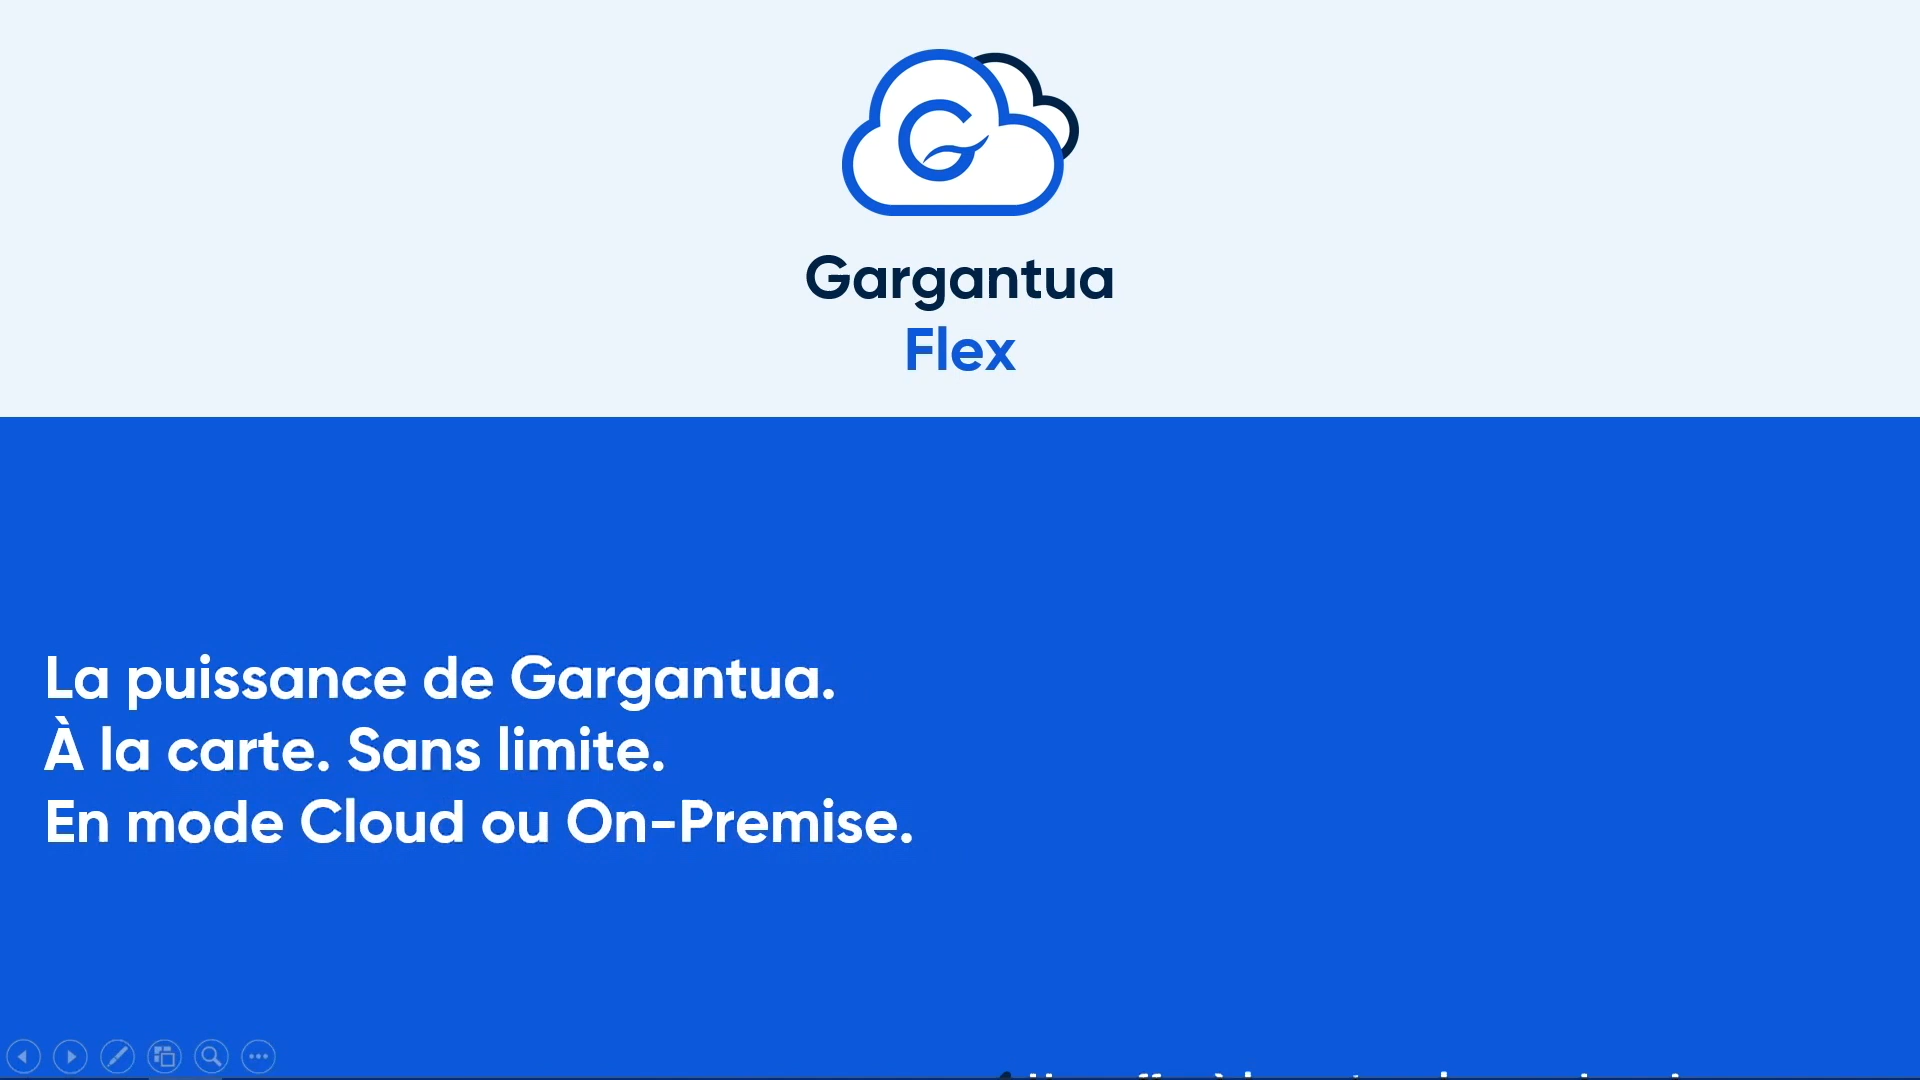 Gargantua
Flex
La puissance de Gargantua.
À la carte. Sans limite.
En mode Cloud ou On-Premise.